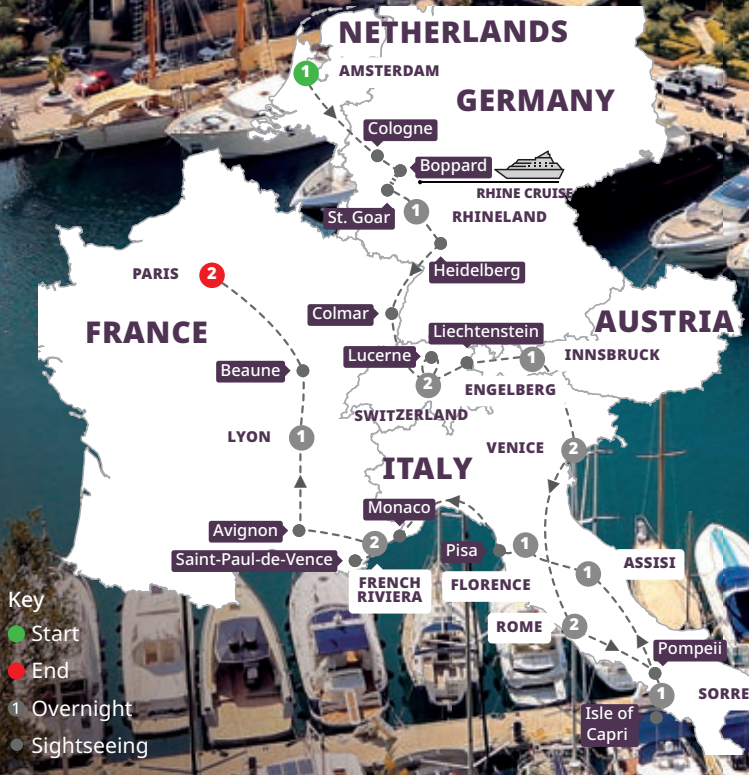 NETHERLANDS
1
AMSTERDAM
GERMANY
Cologne
Boppard
RHINE CRUISE
St. Goar
1
RHINELAND
PARIS
2
Heidelberg
Colmar
FRANCE
AUSTRIA
Liechtenstein
Lucerne
1
INNSBRUCK
Beaune
2
ENGELBERG
SWITZERLAND
LYON
1
VENICE
2
ITALY
Monaco
Avignon
2
Pisa
1
Saint-Paul-de-Vence
ASSISI
1
FRENCH
RIVIERA
FLORENCE
Key
Start
ROME
2
Pompeii
End
1
SORRE
1 Overnight
Isle of
Capri
Sightseeing